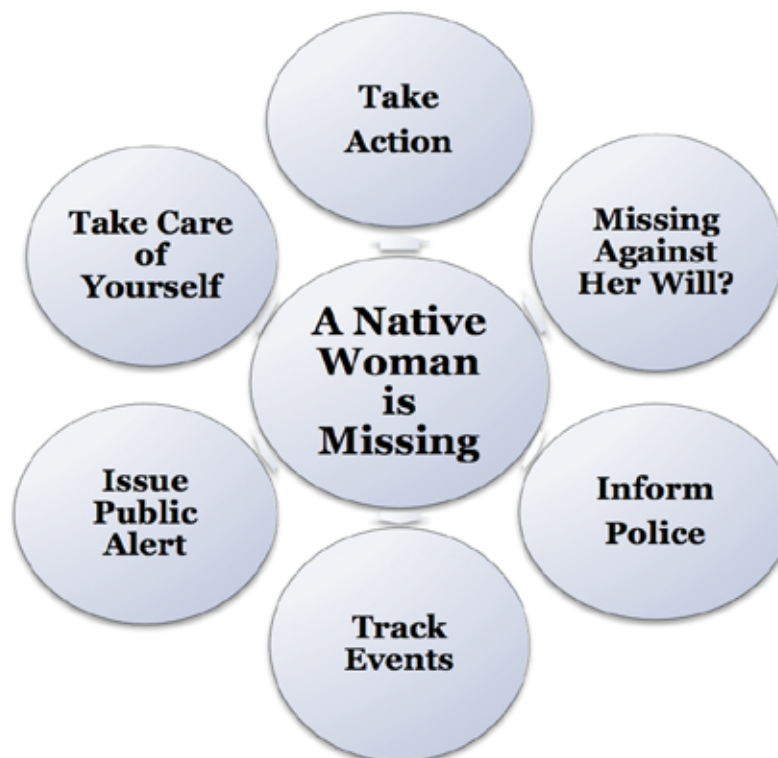 Take
Action
Missing
Against
Her Will?
Inform
Police
Track
Events
Issue
Public
Alert
Take Care
of
Yourself
A Native
Woman
is
Missing